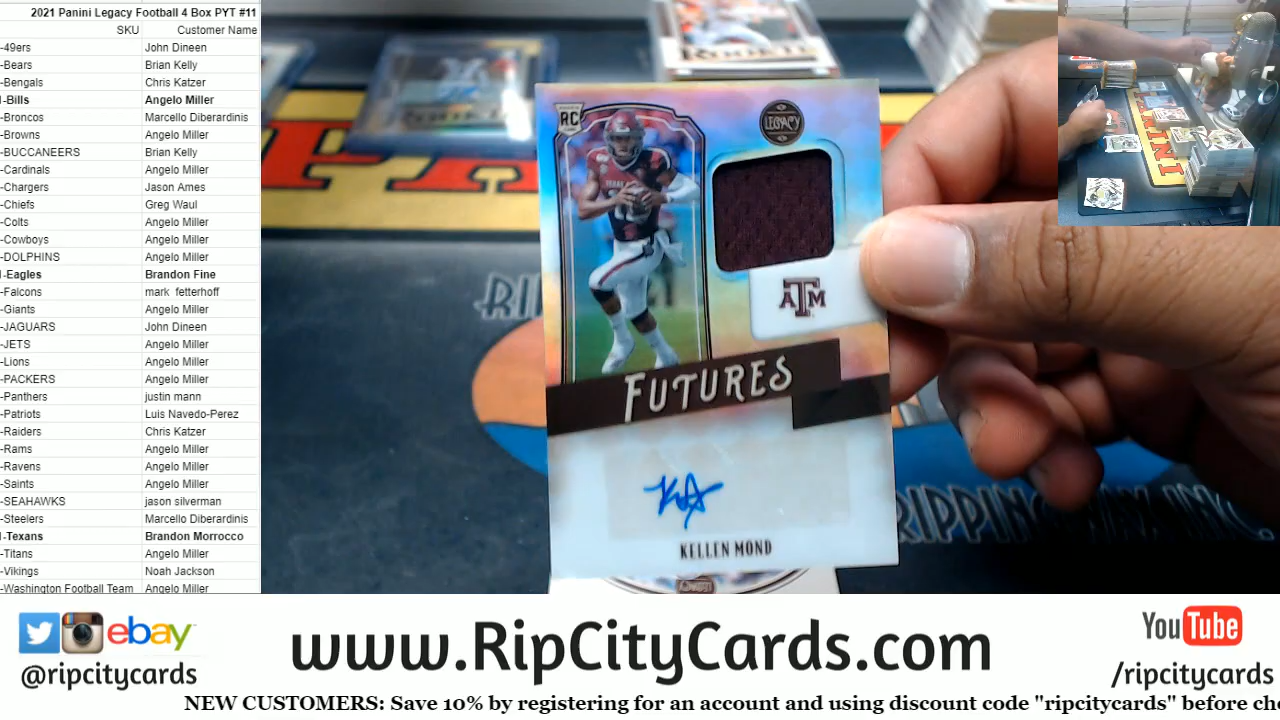 2021 Panini Legacy Football 4 Box PYT #11
SKU Customer Name
-49ers John Dineen
-Bears Brian Kelly
-Bengals Chris Katzer
-Bills Angelo Miller
-Broncos Marcello Diberardinis
-Browns Angelo Miller
-BUCCANEERS Brian Kelly
-Cardinals Angelo Miller
-Chargers Jason Ames
-Chiefs Greg Waul
-Colts Angelo Miller
-Cowboys Angelo Miller
-DOLPHINS Angelo Miller
-Eagles Brandon Fine
-Falcons mark fetterhoff
-Giants Angelo Miller
-JAGUARS John Dineen
-JETS Angelo Miller
-Lions Angelo Miller
-PACKERS Angelo Miller
-Panthers justin mann
-Patriots Luis Navedo-Perez
-Raiders Chris Katzer
-Rams Angelo Miller
-Ravens Angelo Miller
-Saints Angelo Miller
-SEAHAWKS jason silverman
-Steelers Marcello Diberardinis
-Texans Brandon Morrocco
-Titans Angelo Miller
-Vikings Noah Jackson
-Washington Football Team Angelo Miller
RC
LEGACY
ATM
FUTURES
KELLEN MOND
RIP
RIPPIN
INC.
PANINI
ebay
@ripcitycards
www.RipCityCards.com
YouTube
/ripcitycards
NEW CUSTOMERS: Save 10% by registering for an account and using discount code "ripcitycards" before